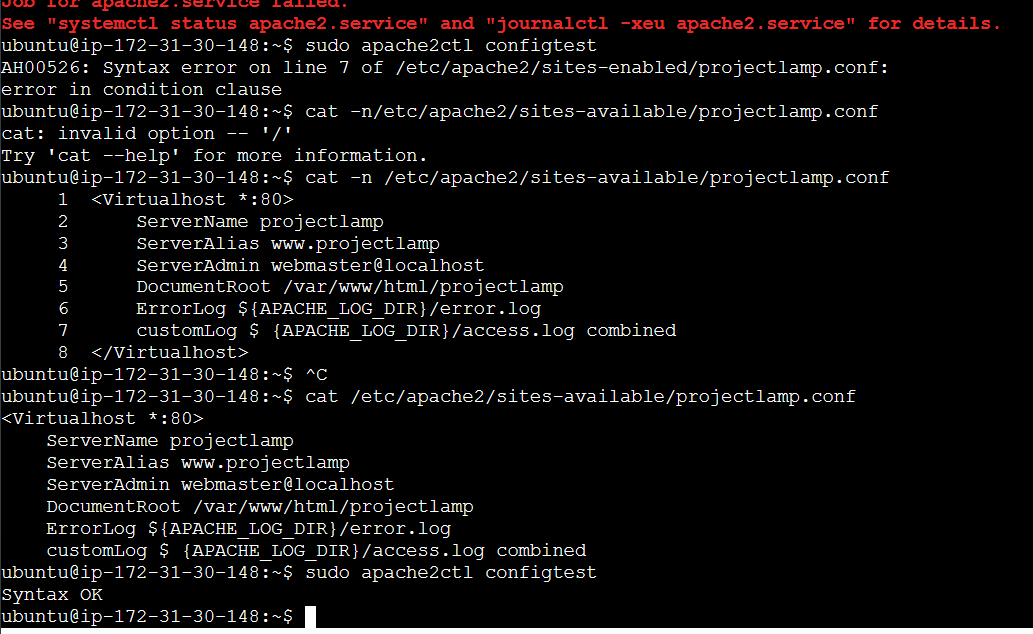 Job for apache2.service failed.
See "systemctl status apache2.service" and "journalctl -xeu apache2.service" for details.
ubuntu@ip-172-31-30-148:~$ sudo apache2ctl configtest
AH00526: Syntax error on line 7 of /etc/apache2/sites-enabled/projectlamp.conf:
error in condition clause
ubuntu@ip-172-31-30-148:~$ cat -n/etc/apache2/sites-available/projectlamp.conf
cat: invalid option -- '/'
Try 'cat --help' for more information.
ubuntu@ip-172-31-30-148:~$ cat -n /etc/apache2/sites-available/projectlamp.conf
     1  <Virtualhost *:80>
     2      ServerName projectlamp
     3      ServerAlias www.projectlamp
     4      ServerAdmin webmaster@localhost
     5      DocumentRoot /var/www/html/projectlamp
     6      ErrorLog ${APACHE_LOG_DIR}/error.log
     7      customLog $ {APACHE_LOG_DIR}/access.log combined
     8  </Virtualhost>
ubuntu@ip-172-31-30-148:~$ ^C
ubuntu@ip-172-31-30-148:~$ cat /etc/apache2/sites-available/projectlamp.conf
<Virtualhost *:80>
    ServerName projectlamp
    ServerAlias www.projectlamp
    ServerAdmin webmaster@localhost
    DocumentRoot /var/www/html/projectlamp
    ErrorLog ${APACHE_LOG_DIR}/error.log
    customLog $ {APACHE_LOG_DIR}/access.log combined
ubuntu@ip-172-31-30-148:~$ sudo apache2ctl configtest
Syntax OK
ubuntu@ip-172-31-30-148:~$